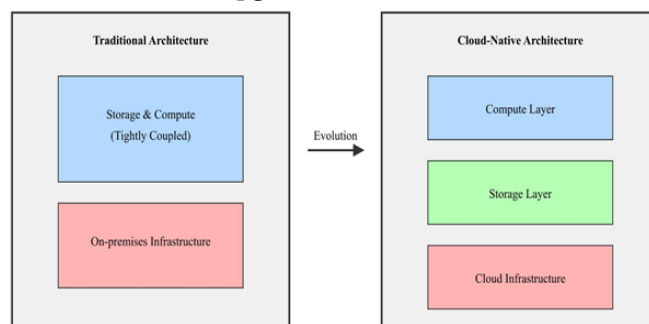 Traditional Architecture
Storage & Compute
(Tightly Coupled)
On-premises Infrastructure
Evolution
Cloud-Native Architecture
Compute Layer
Storage Layer
Cloud Infrastructure